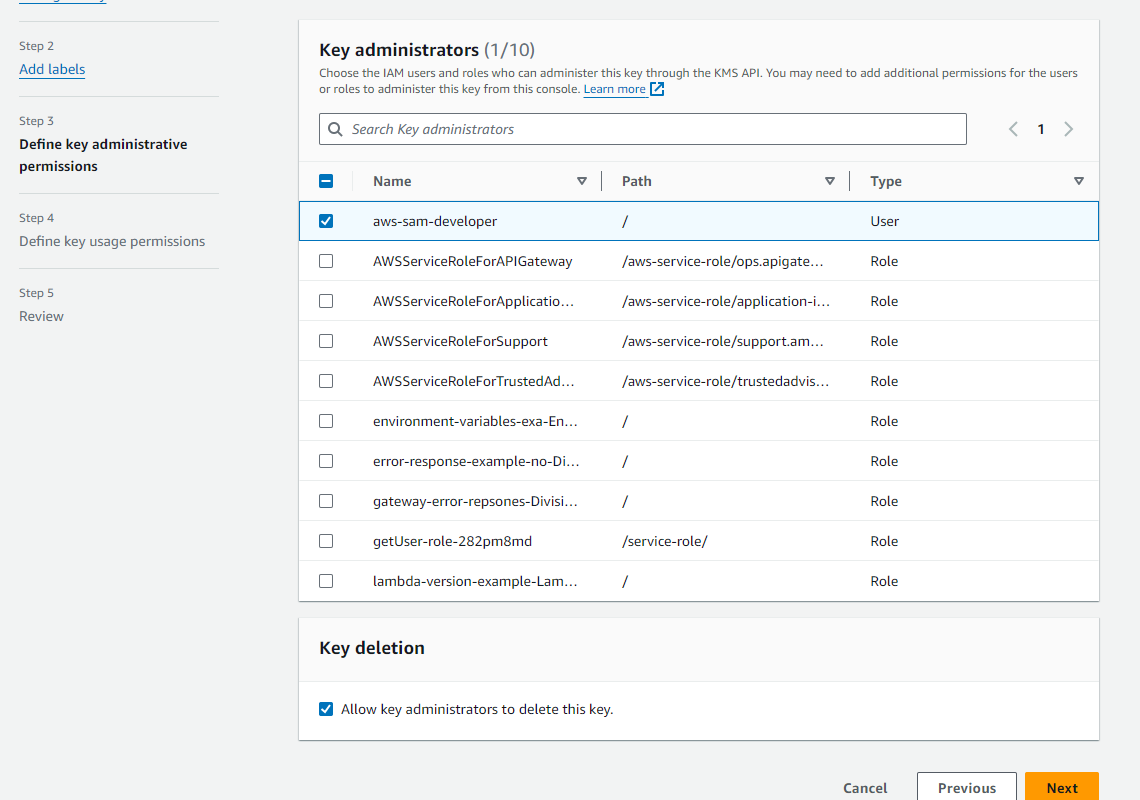 Step 2
Add labels
Step 3
Define key administrative
permissions
Step 4
Define key usage permissions
Step 5
Review
Key administrators (1/10)
Choose the IAM users and roles who can administer this key through the KMS API. You may need to add additional permissions for the users
or roles to administer this key from this console. Learn more
Search Key administrators
1
Name Path Type
aws-sam-developer / User
AWSServiceRoleForAPIGateway /aws-service-role/ops.apigate... Role
AWSServiceRoleForApplicatio... /aws-service-role/application-i... Role
AWSServiceRoleForSupport /aws-service-role/support.am... Role
AWSServiceRoleForTrustedAd... /aws-service-role/trustedadvis... Role
environment-variables-exa-En... / Role
error-response-example-no-Di... / Role
gateway-error-repsones-Divisi... / Role
getUser-role-282pm8md /service-role/ Role
lambda-version-example-Lam... / Role
Key deletion
Allow key administrators to delete this key.
Cancel Previous Next